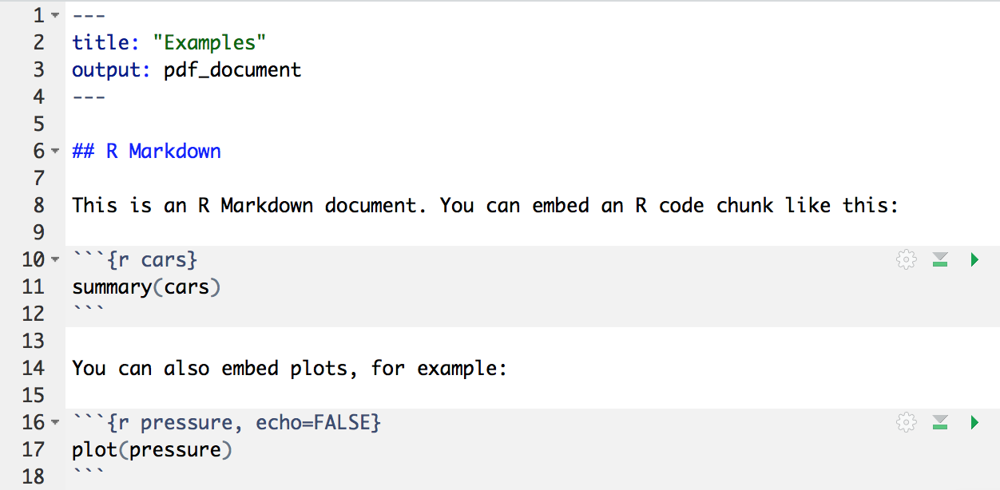 1 ---
2 title: "Examples"
3 output: pdf_document
4 ---
5
6 ## R Markdown
7
8 This is an R Markdown document. You can embed an R code chunk like this:
9
10 ```{r cars}
11 summary(cars)
12 ```
13
14 You can also embed plots, for example:
15
16 ```{r pressure, echo=FALSE}
17 plot(pressure)
18 ```